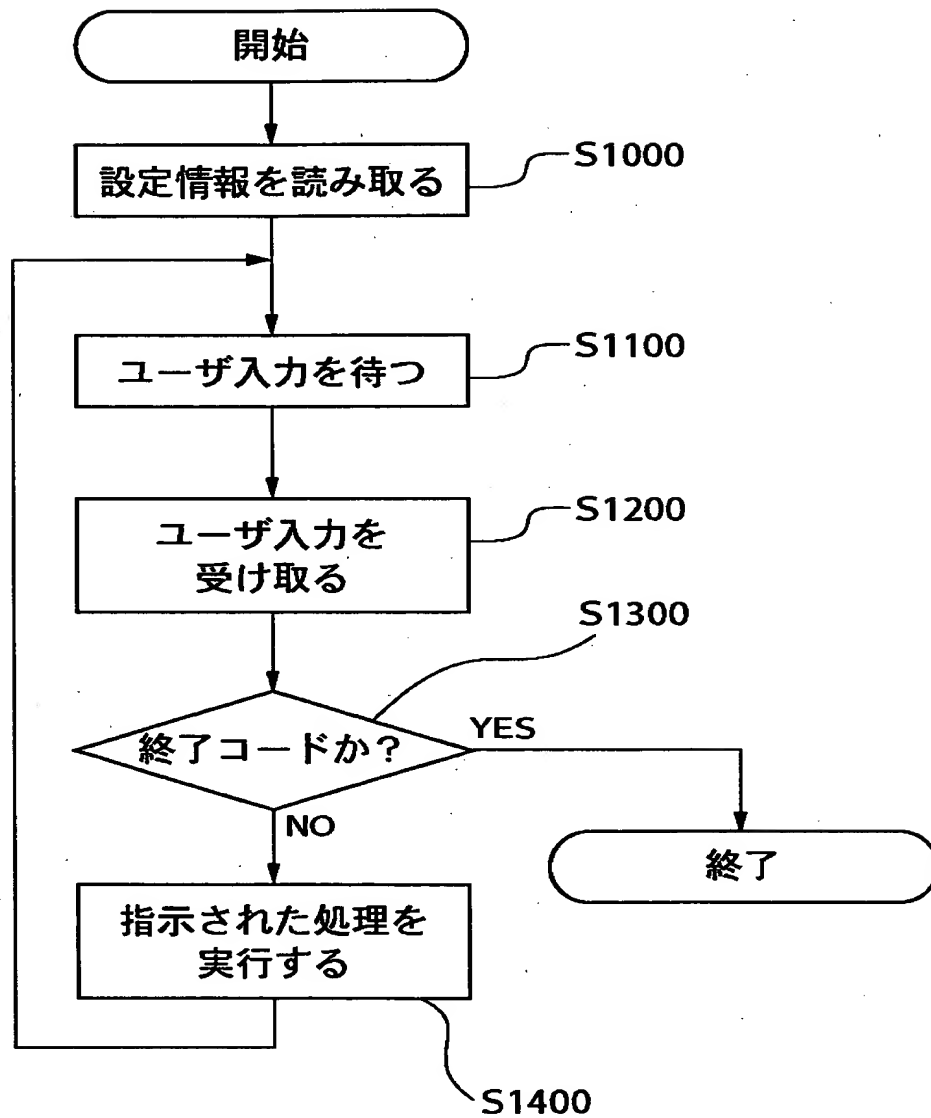 開始
設定情報を読み取る
S1000
ユーザ入力を待つ
S1100
ユーザ入力を
受け取る
S1200
S1300
終了コードか?
YES
NO
終了
指示された処理を
実行する
S1400